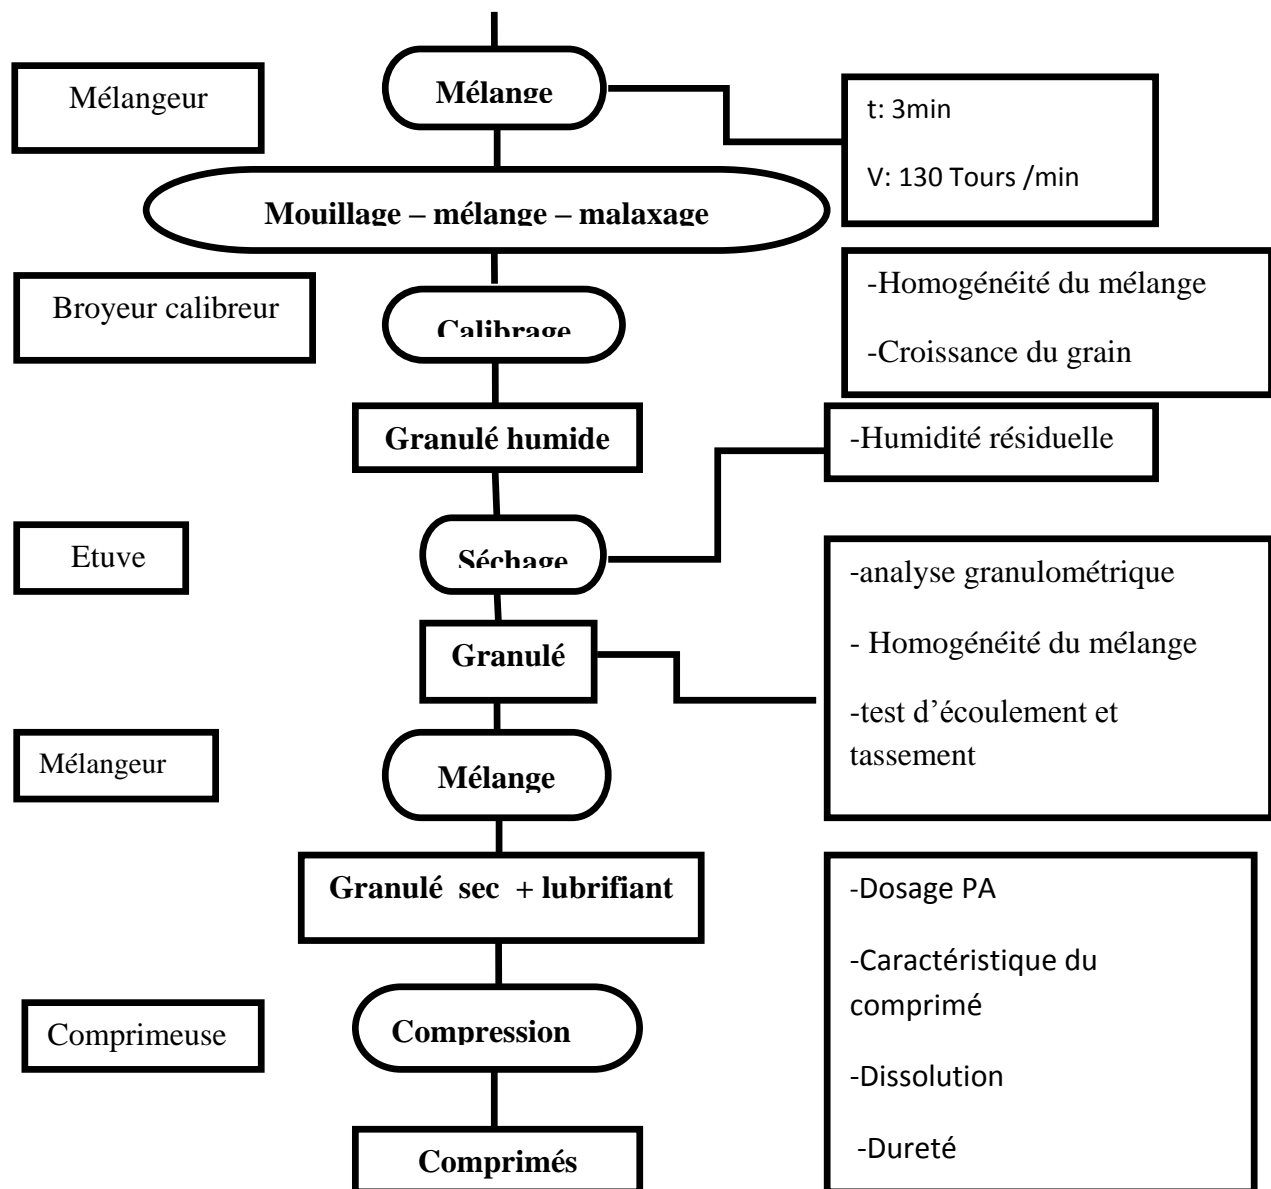 Mélange
Mélangeur
t: 3min
V: 130 Tours /min
Mouillage – mélange – malaxage
Broyeur calibreur
Calibrage
-Homogénéité du mélange
-Croissance du grain
Granulé humide
-Humidité résiduelle
Etuve
Séchage
-analyse granulométrique
- Homogénéité du mélange
-test d’écoulement et
tassement
Granulé
Mélangeur
Mélange
Granulé sec + lubrifiant
-Dosage PA
-Caractéristique du
comprimé
-Dissolution
-Dureté
Comprimeuse
Compression
Comprimés